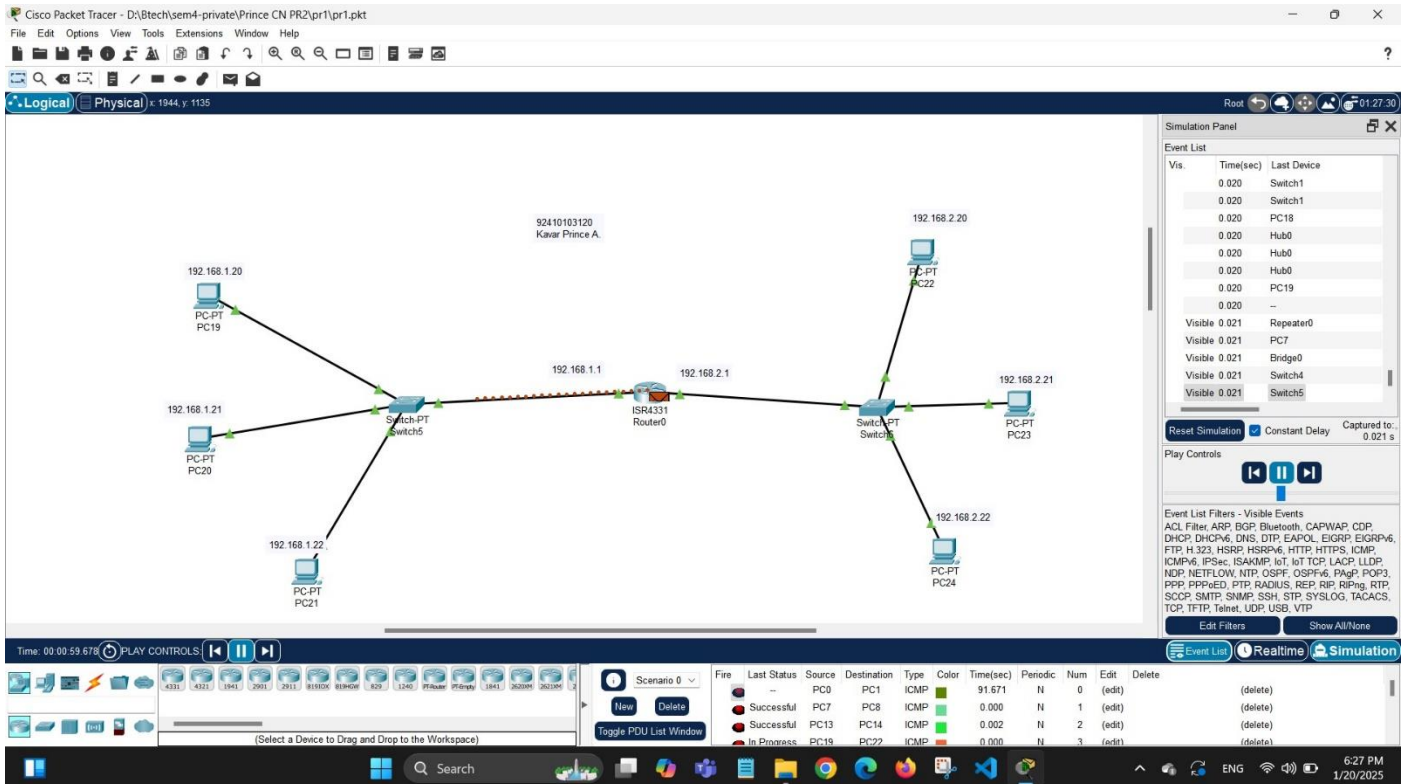 Cisco Packet Tracer - D:\Btech\sem4-private\Prince CN PR2\pr1\pr1.pkt
File Edit Options View Tools Extensions Window Help
?
Logical Physical x: 1944, y: 1135
Root 01:27:30
92410103120
Kavar Prince A.
192.168.1.20
PC-PT
PC19
192.168.1.21
PC-PT
PC20
192.168.1.22
PC-PT
PC21
Switch-PT
Switch5
192.168.1.1
192.168.2.1
ISR4331
Router0
Switch-PT
192.168.2.20
PC-PT
PC22
192.168.2.21
PC-PT
PC23
192.168.2.22
PC-PT
PC24
Simulation Panel
Event List
Vis. Time(sec) Last Device
0.020 Switch1
0.020 Switch1
0.020 PC18
0.020 Hub0
0.020 Hub0
0.020 Hub0
0.020 PC19
0.020 --
Visible 0.021 Repeater0
Visible 0.021 PC7
Visible 0.021 Bridge0
Visible 0.021 Switch4
Visible 0.021 Switch5
Reset Simulation Constant Delay Captured to:
0.021 s
Play Controls
Event List Filters - Visible Events
ACL Filter, ARP, BGP, Bluetooth, CAPWAP, CDP,
DHCP, DHCPv6, DNS, DTP, EAPOL, EIGRP, EIGRPv6,
FTP, H.323, HSRP, HSRPv6, HTTP, HTTPS, ICMP,
ICMPv6, IPSec, ISAKMP, IoT, IoT TCP, LACP, LLDP,
NDP, NETFLOW, NTP, OSPF, OSPFv6, PAgP, POP3,
PPP, PPPoED, PTP, RADIUS, REP, RIP, RIPng, RTP,
SCCP, SMTP, SNMP, SSH, STP, SYSLOG, TACACS,
TCP, TFTP, Telnet, UDP, USB, VTP
Edit Filters Show All/None
Time: 00:00:59.678 PLAY CONTROLS:
Event List Realtime Simulation
4331 4321 1941 2901 2911 819IOX 819HGW 829 1240 PT-Router PT-Empty 1841 2620XM 2621XM
(Select a Device to Drag and Drop to the Workspace)
Scenario 0
New Delete
Toggle PDU List Window
Fire Last Status Source Destination Type Color Time(sec) Periodic Num Edit Delete
-- PC0 PC1 ICMP 91.671 N 0 (edit) (delete)
Successful PC7 PC8 ICMP 0.000 N 1 (edit) (delete)
Successful PC13 PC14 ICMP 0.002 N 2 (edit) (delete)
In Progress PC19 PC22 ICMP 0.000 N 3 (edit) (delete)
Search
ENG
6:27 PM
1/20/2025